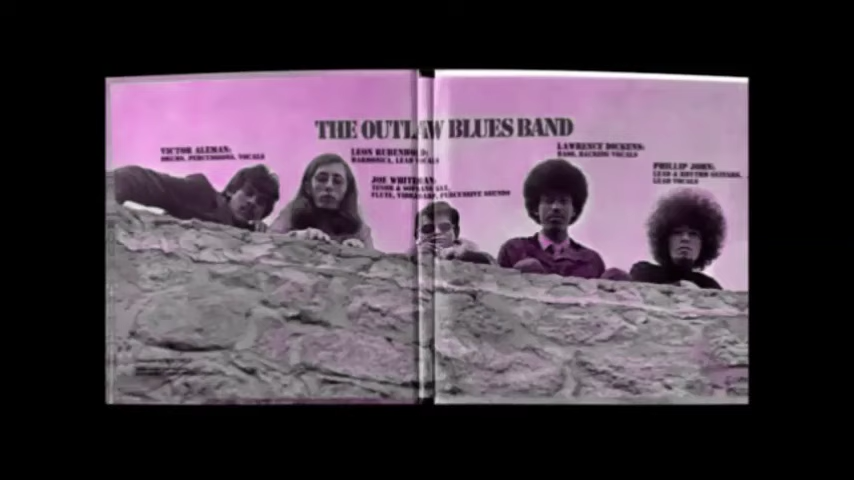 THE OUTLAW BLUES BAND
VICTOR ALEMAN:
DRUMS, PERCUSSIONS, VOCALS
LEON RUBENHOLD:
HARMONICA, LEAD VOCALS
JOE WHITEMAN:
TENOR & SOPRANO SAX,
FLUTE, VIBRAHARP, PERCUSSIVE SOUNDS
LAWRENCE DICKENS:
BASS, BACKING VOCALS
PHILLIP JOHN:
LEAD & RHYTHM GUITARS,
LEAD VOCALS